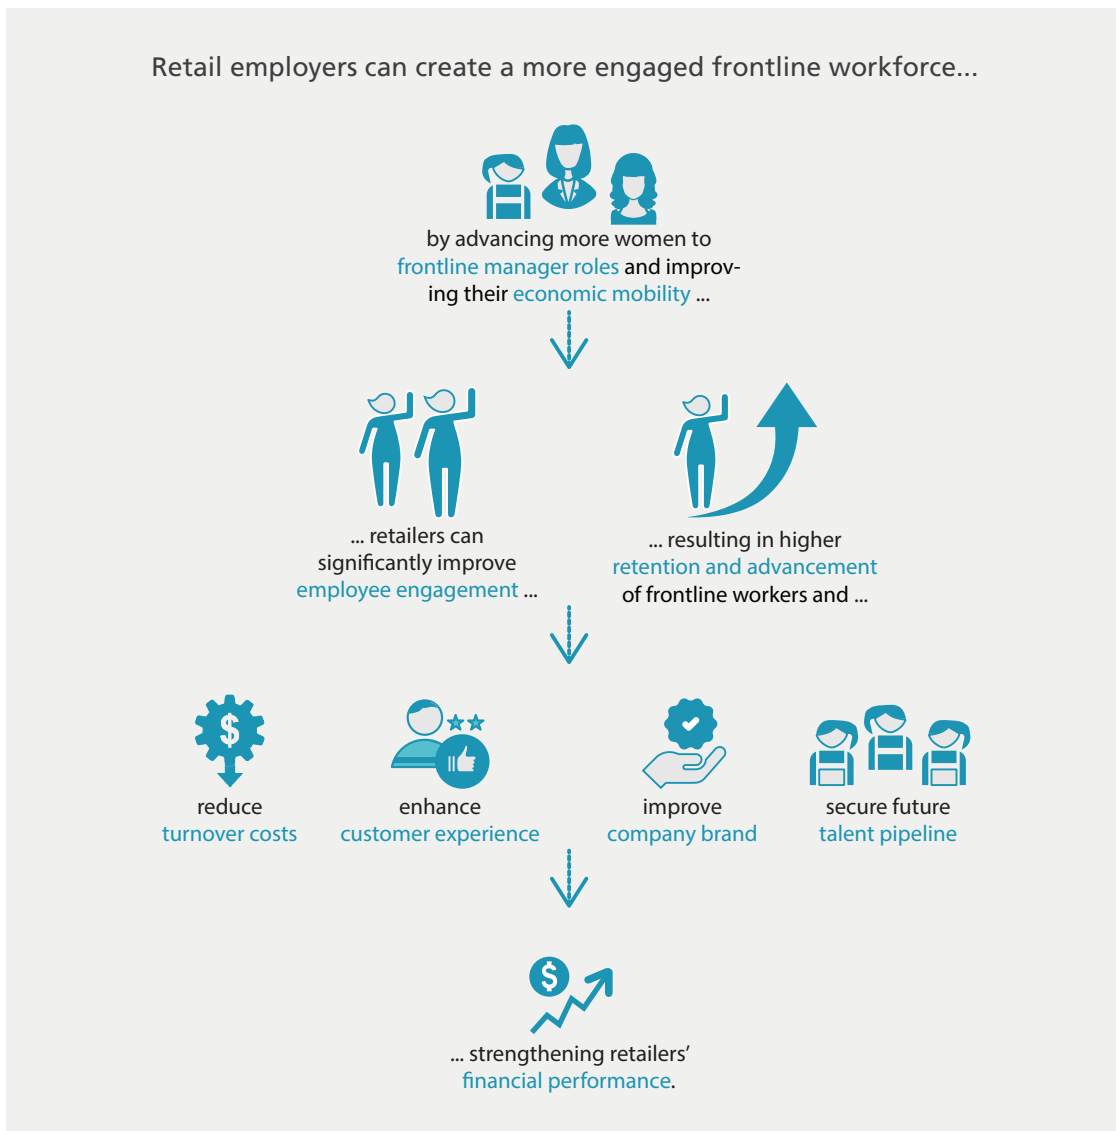 Retail employers can create a more engaged frontline workforce...
by advancing more women to
frontline manager roles and improv-
ing their economic mobility ...
... retailers can
significantly improve
employee engagement ...
... resulting in higher
retention and advancement
of frontline workers and ...
$
reduce
turnover costs
enhance
customer experience
improve
company brand
secure future
talent pipeline
$
... strengthening retailers’
financial performance.